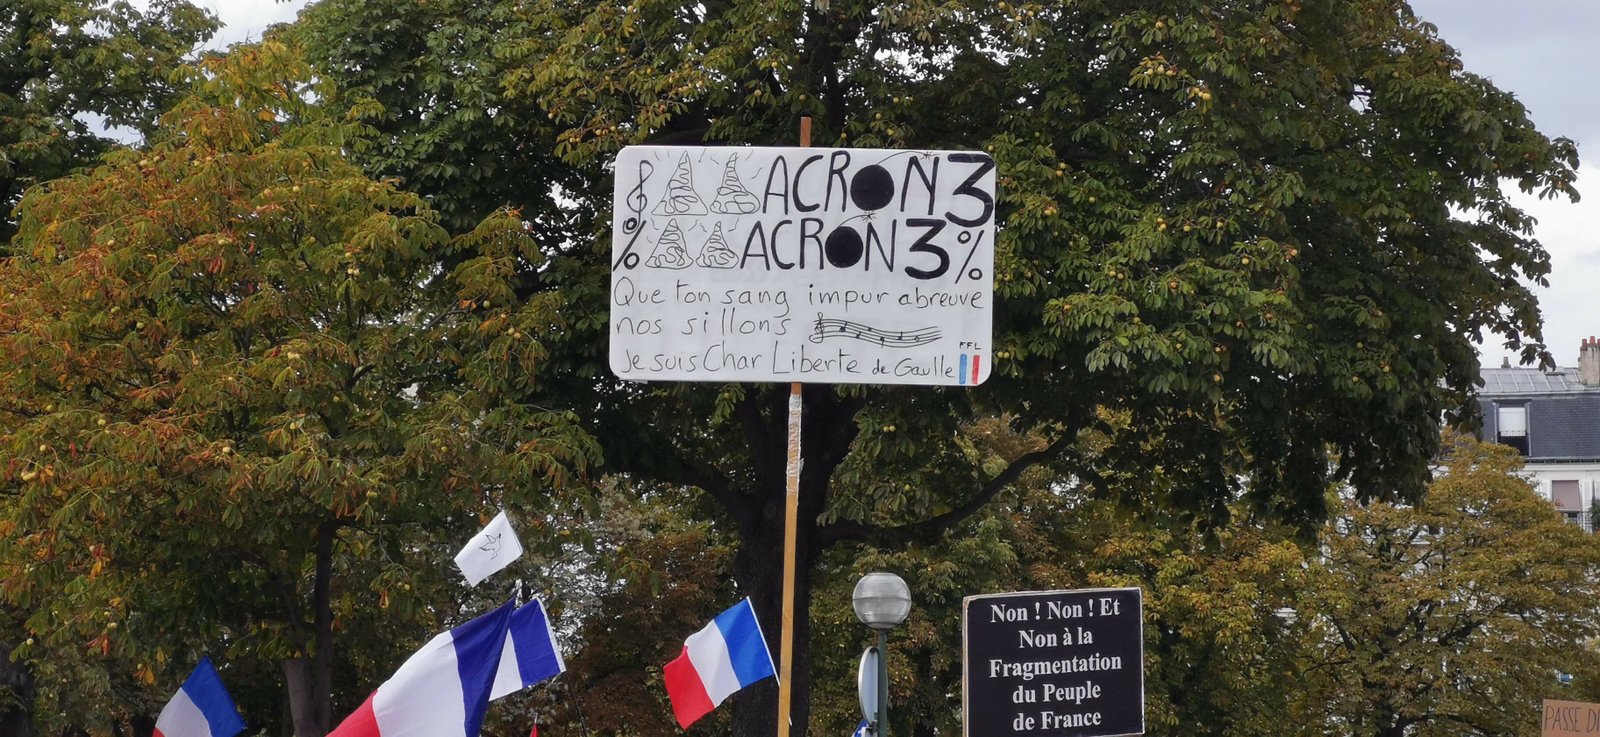 ACRON3
% ACRON3%
Que ton sang impur abreuve
nos sillons
Je suis Char Liberte de Gaulle
FFL
Non ! Non ! Et
Non à la
Fragmentation
du Peuple
de France
PASSE